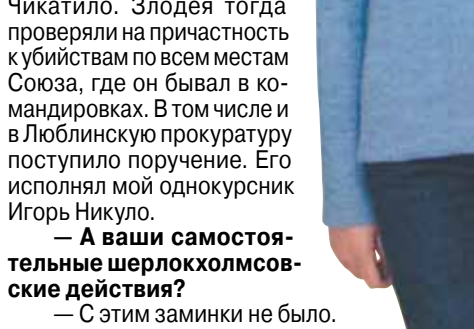 Чикатило. Злодея тогда
проверяли на причастность
к убийствам по всем местам
Союза, где он бывал в ко-
мандировках. В том числе и
в Люблинскую прокуратуру
поступило поручение. Его
исполнял мой однокурсник
Игорь Никуло.
— А ваши самостоя-
тельные шерлокхолмсов-
ские действия?
— С этим заминки не было.